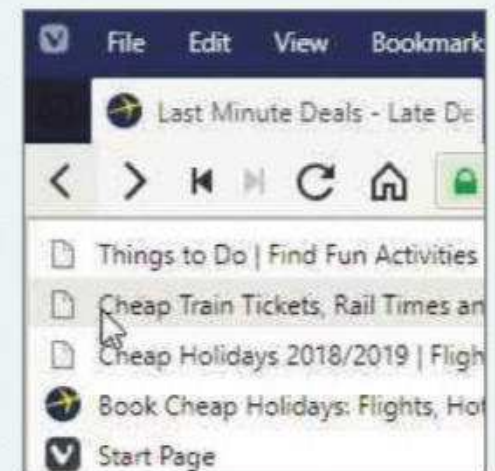 File Edit View Bookmark
Last Minute Deals - Late De
Things to Do | Find Fun Activities
Cheap Train Tickets, Rail Times an
Cheap Holidays 2018/2019 | Fligh
Book Cheap Holidays: Flights, Hot
Start Page